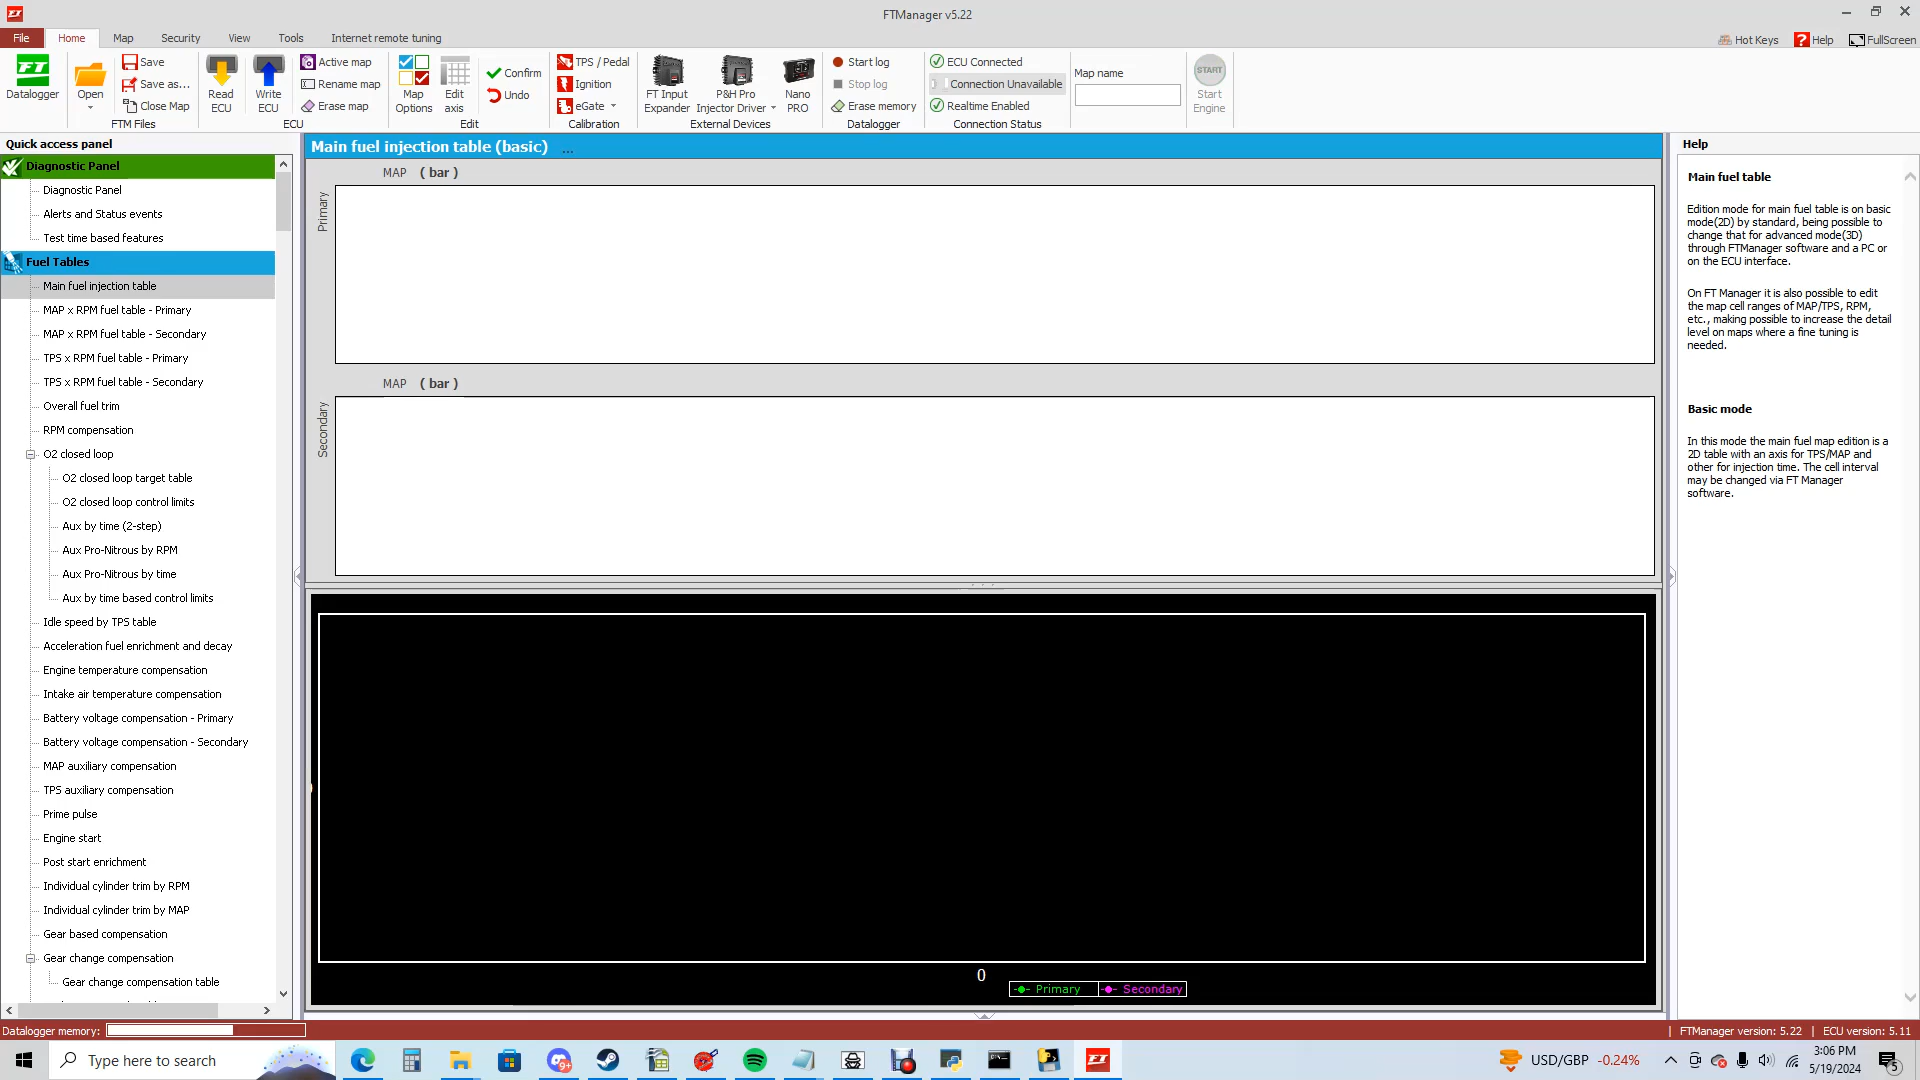 FT
FTManager v5.22
File
Home
Map
Security
View
Tools
Internet remote tuning
Hot Keys
? Help
FullScreen
FT
Datalogger
Open
Save
Save as...
Close Map
FTM Files
Read ECU
Write ECU
Active map
Rename map
Erase map
ECU
Map Options
Edit axis
Confirm
Undo
Edit
TPS / Pedal
Ignition
eGate
Calibration
FT Input Expander
P&H Pro Injector Driver
Nano PRO
External Devices
Start log
Stop log
Erase memory
Datalogger
ECU Connected
Connection Unavailable
Realtime Enabled
Connection Status
Map name
START
Start Engine
Quick access panel
Diagnostic Panel
Diagnostic Panel
Alerts and Status events
Test time based features
Fuel Tables
Main fuel injection table
MAP x RPM fuel table - Primary
MAP x RPM fuel table - Secondary
TPS x RPM fuel table - Primary
TPS x RPM fuel table - Secondary
Overall fuel trim
RPM compensation
O2 closed loop
O2 closed loop target table
O2 closed loop control limits
Aux by time (2-step)
Aux Pro-Nitrous by RPM
Aux Pro-Nitrous by time
Aux by time based control limits
Idle speed by TPS table
Acceleration fuel enrichment and decay
Engine temperature compensation
Intake air temperature compensation
Battery voltage compensation - Primary
Battery voltage compensation - Secondary
MAP auxiliary compensation
TPS auxiliary compensation
Prime pulse
Engine start
Post start enrichment
Individual cylinder trim by RPM
Individual cylinder trim by MAP
Gear based compensation
Gear change compensation
Gear change compensation table
Main fuel injection table (basic) ...
MAP ( bar )
Primary
MAP ( bar )
Secondary
0
Primary
Secondary
Help
Main fuel table
Edition mode for main fuel table is on basic
mode(2D) by standard, being possible to
change that for advanced mode(3D)
through FTManager software and a PC or
on the ECU interface.
On FT Manager it is also possible to edit
the map cell ranges of MAP/TPS, RPM,
etc., making possible to increase the detail
level on maps where a fine tuning is
needed.
Basic mode
In this mode the main fuel map edition is a
2D table with an axis for TPS/MAP and
other for injection time. The cell interval
may be changed via FT Manager
software.
Datalogger memory:
| FTManager version: 5.22 | ECU version: 5.11
Type here to search
9+
FT
USD/GBP -0.24%
3:06 PM
5/19/2024
5